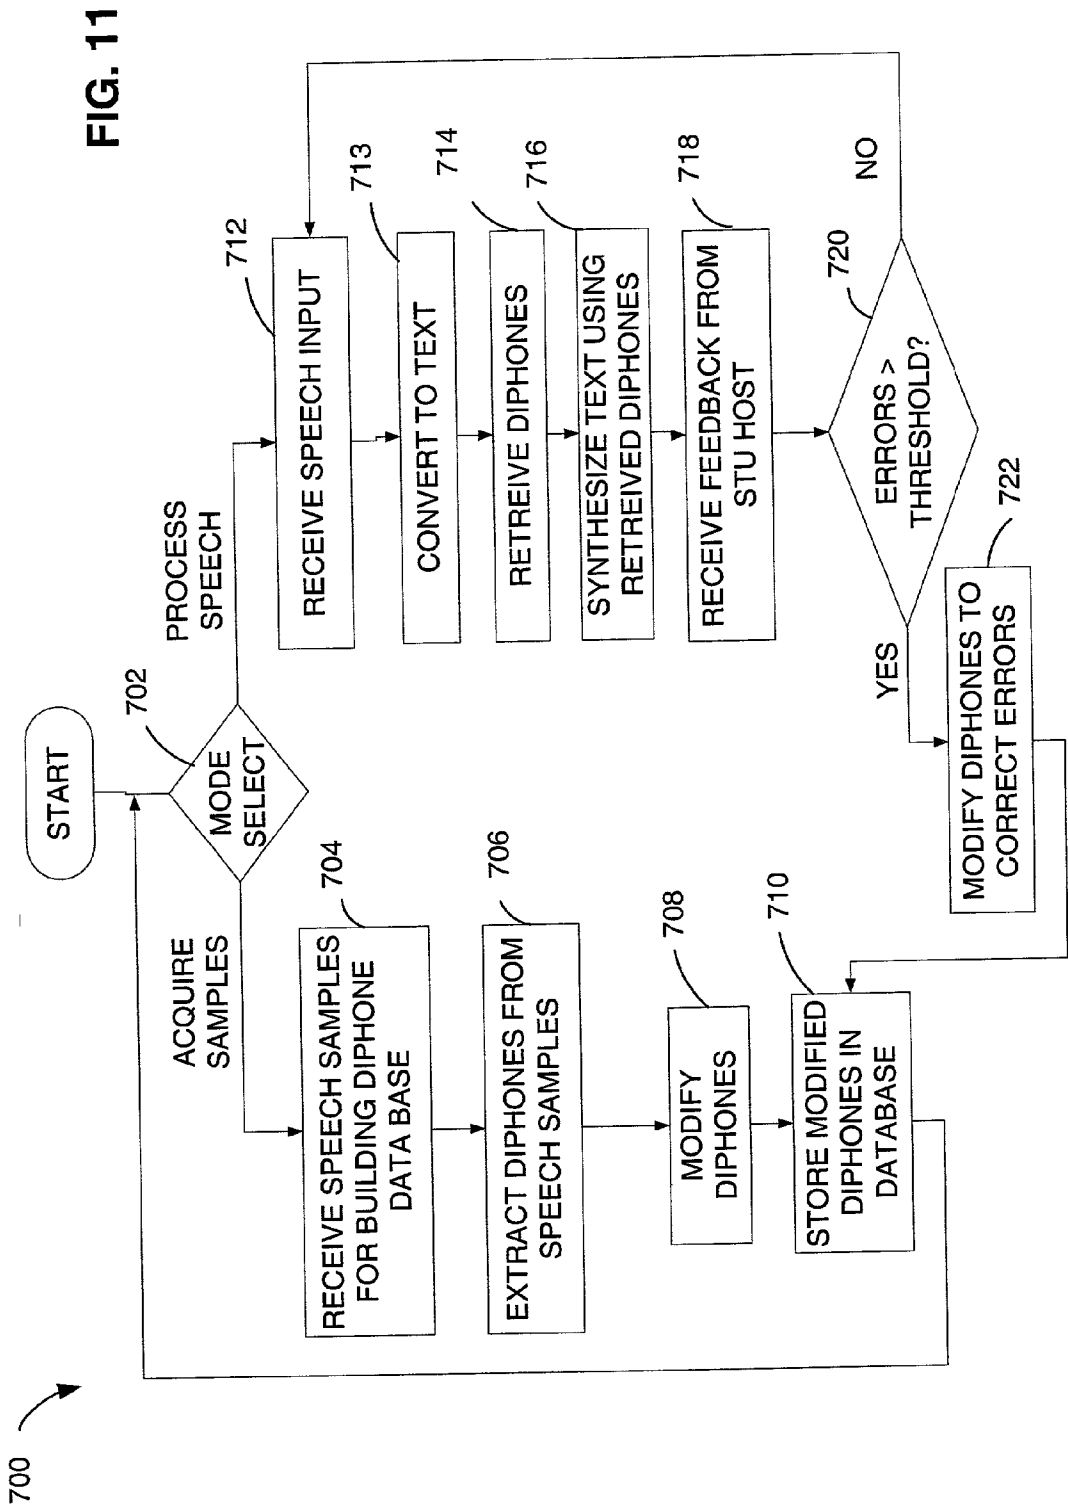 FIG. 11
700
START
702
MODE
SELECT
ACQUIRE
SAMPLES
PROCESS
SPEECH
704
RECEIVE SPEECH SAMPLES
FOR BUILDING DIPHONE
DATA BASE
706
EXTRACT DIPHONES FROM
SPEECH SAMPLES
708
MODIFY
DIPHONES
710
STORE MODIFIED
DIPHONES IN
DATABASE
712
RECEIVE SPEECH INPUT
713
CONVERT TO TEXT
714
RETREIVE DIPHONES
716
SYNTHESIZE TEXT USING
RETREIVED DIPHONES
718
RECEIVE FEEDBACK FROM
STU HOST
720
ERRORS >
THRESHOLD?
NO
YES
722
MODIFY DIPHONES TO
CORRECT ERRORS